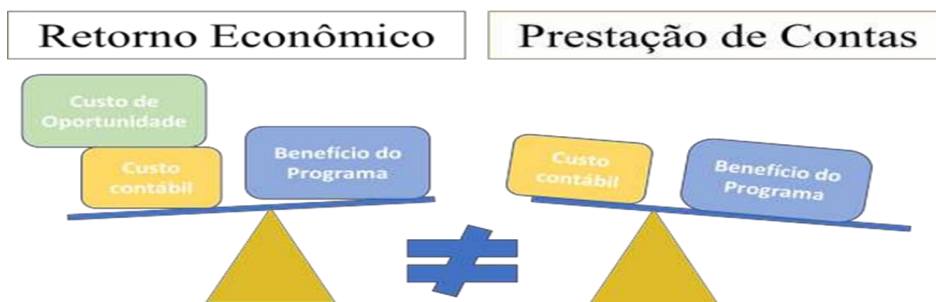 Retorno Econômico
Prestação de Contas
Custo de
Oportunidade
Custo
contábil
Benefício do
Programa
Custo
contábil
Benefício do
Programa
≠